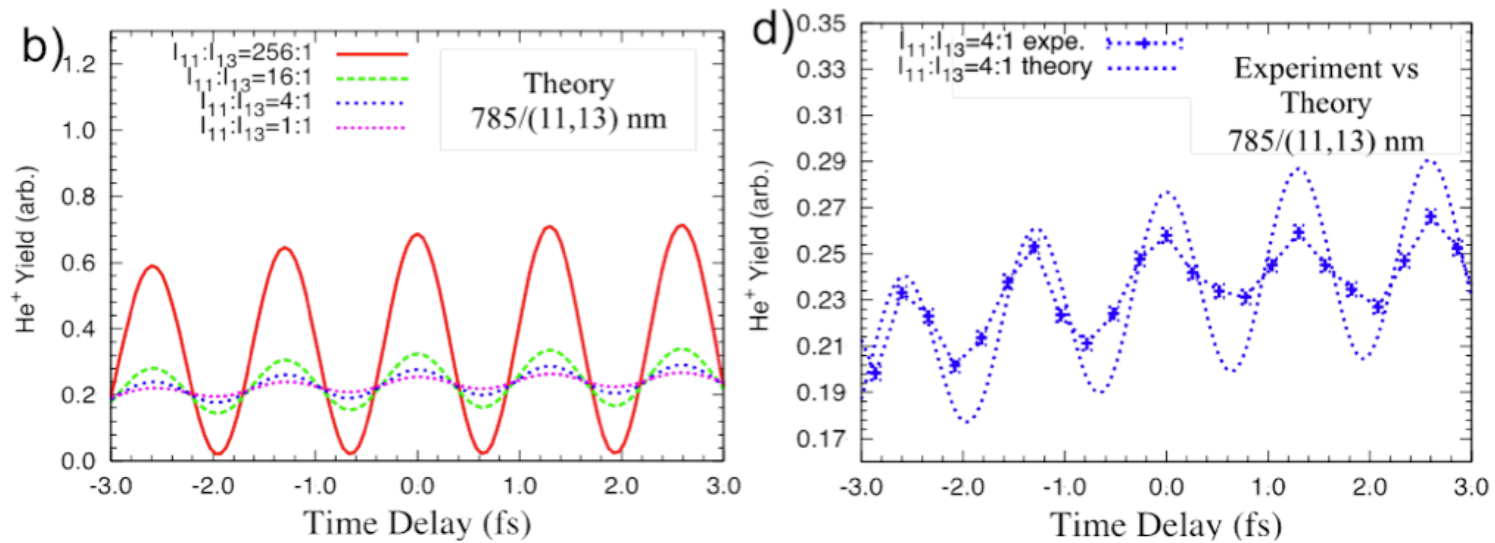 b)
I₁₁:I₁₃=256:1
I₁₁:I₁₃=16:1
I₁₁:I₁₃=4:1
I₁₁:I₁₃=1:1
Theory
785/(11,13) nm
He⁺ Yield (arb.)
1.2
1.0
0.8
0.6
0.4
0.2
0.0
-3.0 -2.0 -1.0 0.0 1.0 2.0 3.0
Time Delay (fs)
d)
I₁₁:I₁₃=4:1 expe.
I₁₁:I₁₃=4:1 theory
Experiment vs
Theory
785/(11,13) nm
He⁺ Yield (arb.)
0.35
0.33
0.31
0.29
0.27
0.25
0.23
0.21
0.19
0.17
-3.0 -2.0 -1.0 0.0 1.0 2.0 3.0
Time Delay (fs)